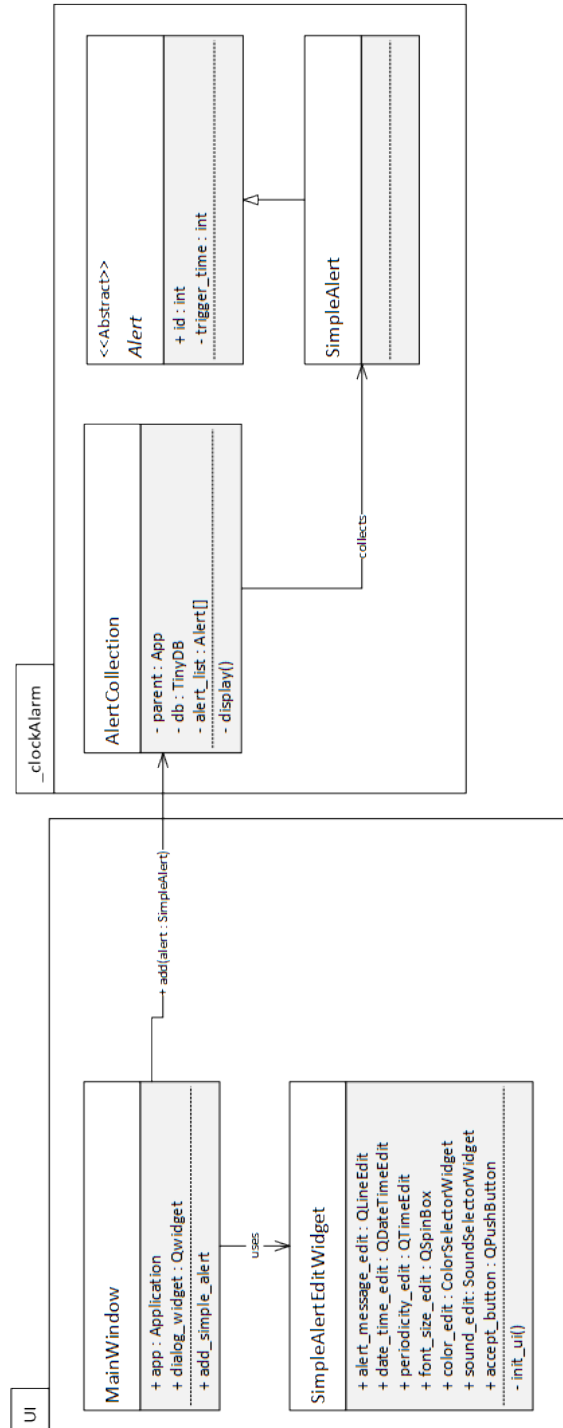 UI
MainWindow
+ app : Application
+ dialog_widget : Qwidget
+ add_simple_alert
uses
SimpleAlertEditWidget
+ alert_message_edit : QLineEdit
+ date_time_edit : QDateTimeEdit
+ periodicity_edit : QTimeEdit
+ font_size_edit : QSpinBox
+ color_edit : ColorSelectorWidget
+ sound_edit: SoundSelectorWidget
+ accept_button : QPushButton
- init_ui()
+ add(alert : SimpleAlert)
_clockAlarm
AlertCollection
- parent : App
- db : TinyDB
- alert_list : Alert[]
- display()
collects
<<Abstract>>
Alert
+ id : int
- trigger_time : int
SimpleAlert